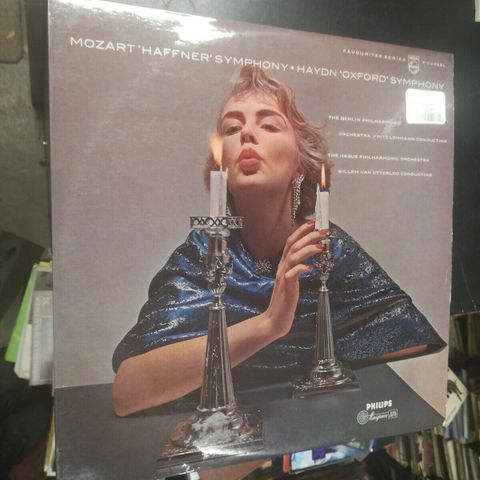 FAVOURITES SERIES
PHILIPS
MOZART 'HAFFNER' SYMPHONY • HAYDN 'OXFORD' SYMPHONY
THE BERLIN PHILHARMONIC
ORCHESTRA FRITZ LEHMANN CONDUCTING
THE HAGUE PHILHARMONIC ORCHESTRA
WILLEM VAN OTTERLOO CONDUCTING
PHILIPS